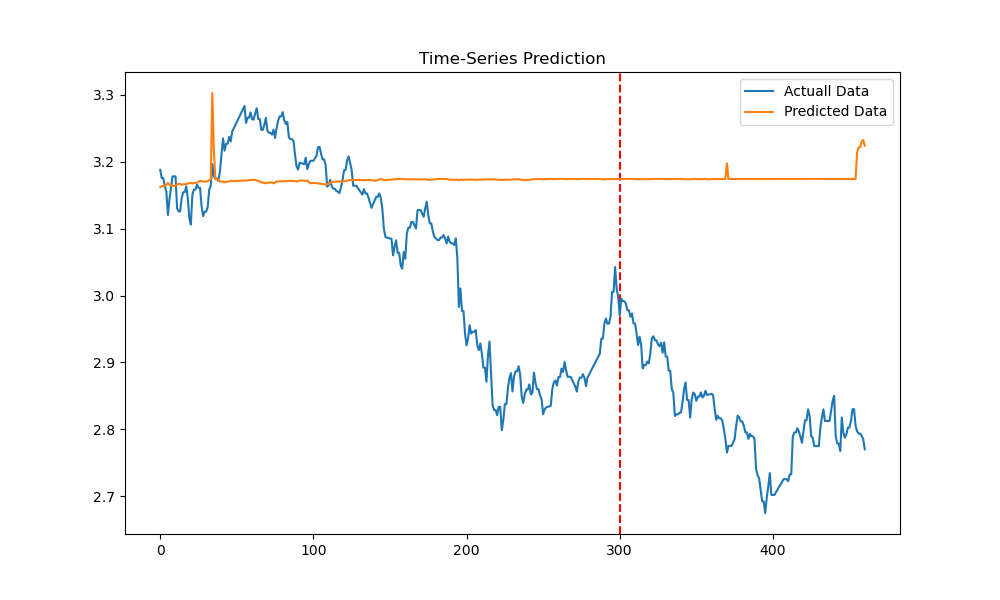 Time-Series Prediction
Actuall Data
Predicted Data
3.3
3.2
3.1
3.0
2.9
2.8
2.7
0 100 200 300 400